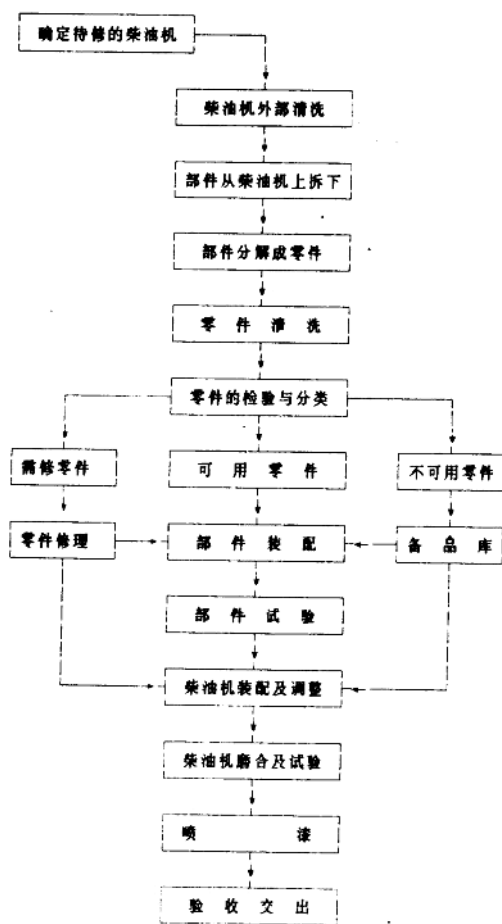 确定待修的柴油机
柴油机外部清洗
部件从柴油机上拆下
部件分解成零件
零件清洗
零件的检验与分类
需修零件
可用零件
不可用零件
零件修理
部件装配
备品库
部件试验
柴油机装配及调整
柴油机磨合及试验
喷漆
验收交出